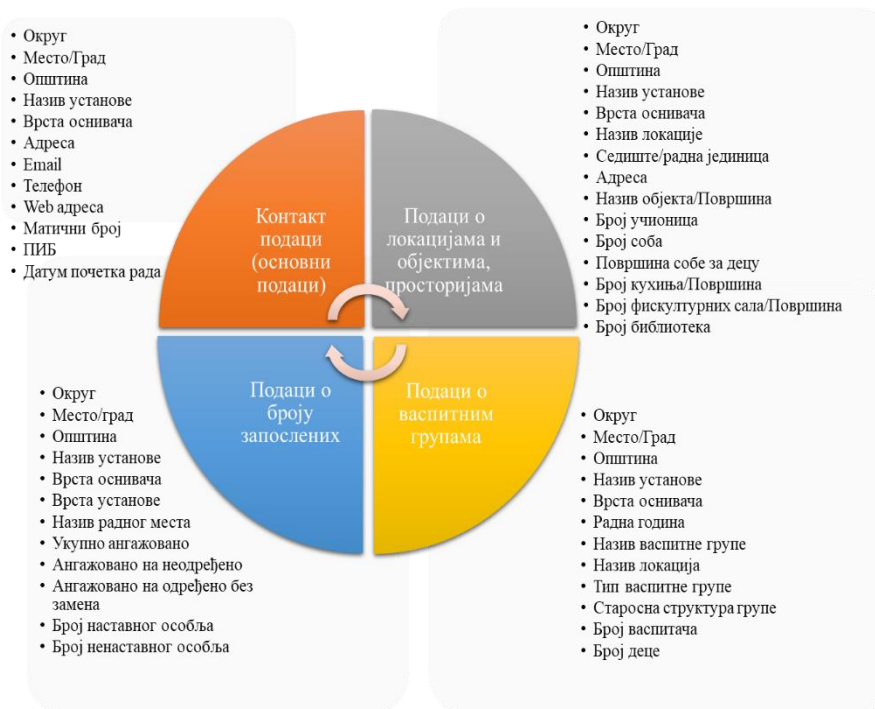 • Округ
• Место/Град
• Општина
• Назив установе
• Врста оснивача
• Адреса
• Email
• Телефон
• Web адреса
• Матични број
• ПИБ
• Датум почетка рада
Контакт
подаци
(основни
подаци)
Подаци о
локацијама и
објектима,
просторијама
• Округ
• Место/Град
• Општина
• Назив установе
• Врста оснивача
• Назив локације
• Седиште/радна јединица
• Адреса
• Назив објекта/Површина
• Број учионица
• Број соба
• Површина собе за децу
• Број кухиња/Површина
• Број фискултурних сала/Површина
• Број библиотека
• Округ
• Место/град
• Општина
• Назив установе
• Врста оснивача
• Врста установе
• Назив радног места
• Укупно ангажовано
• Ангажовано на неодређено
• Ангажовано на одређено без
замена
• Број наставног особља
• Број ненаставног особља
Подаци о
броју
запослених
Подаци о
васпитним
групама
• Округ
• Место/Град
• Општина
• Назив установе
• Врста оснивача
• Радна година
• Назив васпитне групе
• Назив локација
• Тип васпитне групе
• Старосна структура групе
• Број васпитача
• Број деце